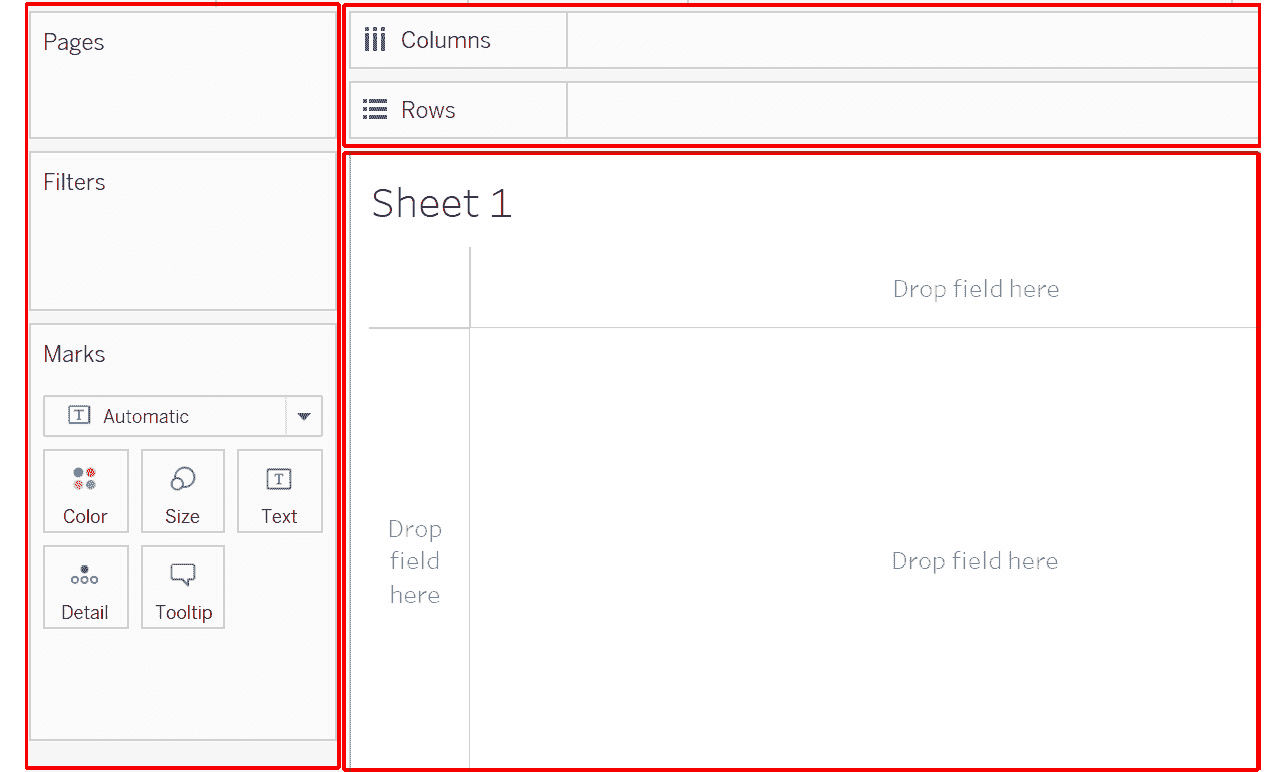 Pages
Filters
Marks
Automatic
Color
Size
Text
Detail
Tooltip
Columns
Rows
Sheet 1
Drop field here
Drop
field
here
Drop field here